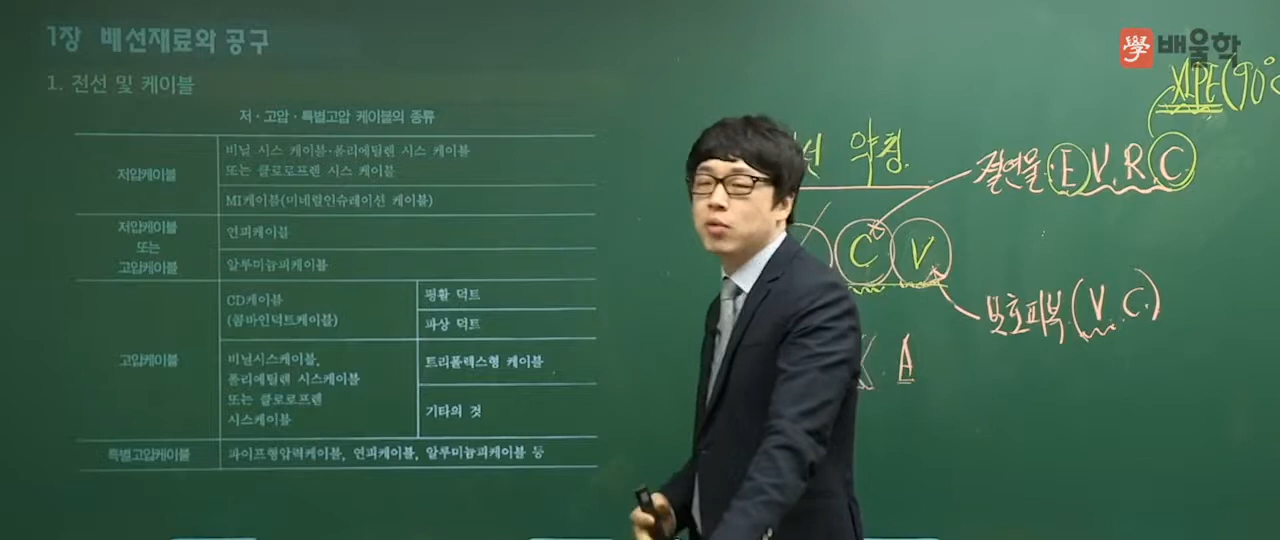 1장 배선재료와 공구
1. 전선 및 케이블
저·고압·특별고압 케이블의 종류
저압케이블
비닐 시스 케이블·폴리에틸렌 시스 케이블
또는 클로로프렌 시스 케이블
MI케이블(미네럴인슈레이션 케이블)
저압케이블
또는
고압케이블
연피케이블
알루미늄피케이블
고압케이블
CD케이블
(콤바인덕트케이블)
평활 덕트
파상 덕트
비닐시스케이블,
폴리에틸렌 시스케이블
또는 클로로프렌
시스케이블
트리폴렉스형 케이블
기타의 것
특별고압케이블
파이프형압력케이블, 연피케이블, 알루미늄피케이블 등
學 배울학
XLPE(90°C
약칭
절연물 E V. R. C
C V
보호피복 (V. C.)
A